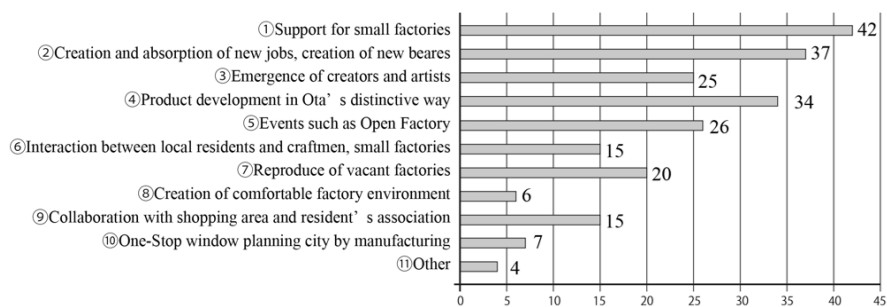 ①Support for small factories 42
②Creation and absorption of new jobs, creation of new beares 37
③Emergence of creators and artists 25
④Product development in Ota’s distinctive way 34
⑤Events such as Open Factory 26
⑥Interaction between local residents and craftmen, small factories 15
⑦Reproduce of vacant factories 20
⑧Creation of comfortable factory environment 6
⑨Collaboration with shopping area and resident’s association 15
⑩One-Stop window planning city by manufacturing 7
⑪Other 4
0 5 10 15 20 25 30 35 40 45